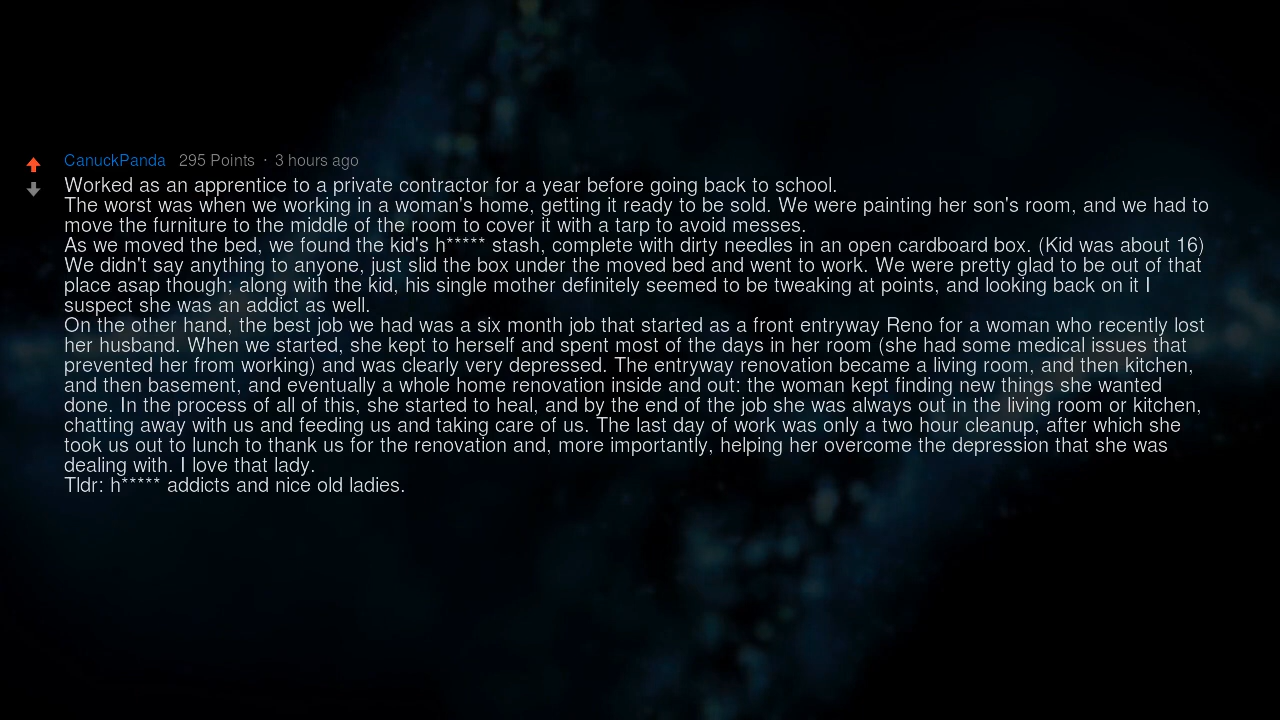 CanuckPanda 295 Points · 3 hours ago
Worked as an apprentice to a private contractor for a year before going back to school.
The worst was when we working in a woman's home, getting it ready to be sold. We were painting her son's room, and we had to
move the furniture to the middle of the room to cover it with a tarp to avoid messes.
As we moved the bed, we found the kid's h***** stash, complete with dirty needles in an open cardboard box. (Kid was about 16)
We didn't say anything to anyone, just slid the box under the moved bed and went to work. We were pretty glad to be out of that
place asap though; along with the kid, his single mother definitely seemed to be tweaking at points, and looking back on it I
suspect she was an addict as well.
On the other hand, the best job we had was a six month job that started as a front entryway Reno for a woman who recently lost
her husband. When we started, she kept to herself and spent most of the days in her room (she had some medical issues that
prevented her from working) and was clearly very depressed. The entryway renovation became a living room, and then kitchen,
and then basement, and eventually a whole home renovation inside and out: the woman kept finding new things she wanted
done. In the process of all of this, she started to heal, and by the end of the job she was always out in the living room or kitchen,
chatting away with us and feeding us and taking care of us. The last day of work was only a two hour cleanup, after which she
took us out to lunch to thank us for the renovation and, more importantly, helping her overcome the depression that she was
dealing with. I love that lady.
Tldr: h***** addicts and nice old ladies.